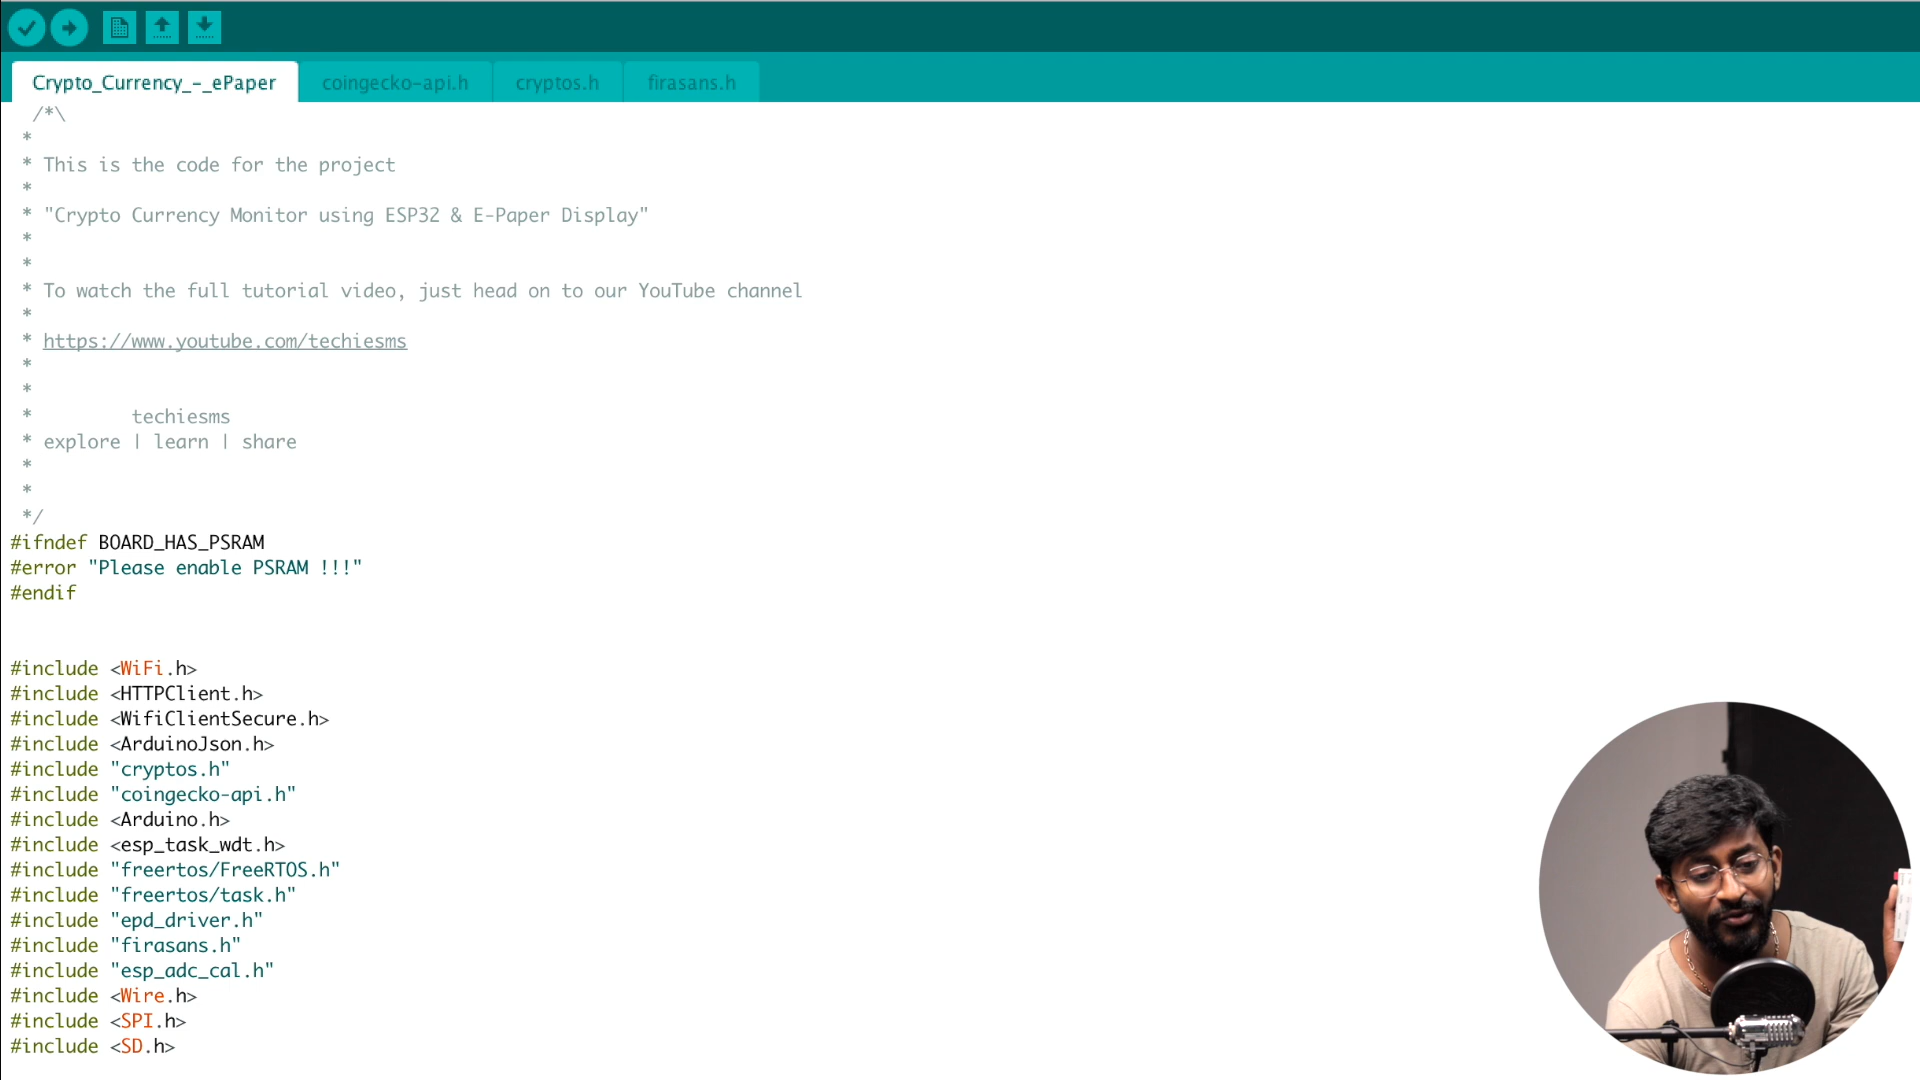 Crypto_Currency_-_ePaper coingecko-api.h cryptos.h firasans.h
/*\
*
* This is the code for the project
*
* "Crypto Currency Monitor using ESP32 & E-Paper Display"
*
*
* To watch the full tutorial video, just head on to our YouTube channel
*
* https://www.youtube.com/techiesms
*
*
* techiesms
* explore | learn | share
*
*
*/
#ifndef BOARD_HAS_PSRAM
#error "Please enable PSRAM !!!"
#endif
#include <WiFi.h>
#include <HTTPClient.h>
#include <WifiClientSecure.h>
#include <ArduinoJson.h>
#include "cryptos.h"
#include "coingecko-api.h"
#include <Arduino.h>
#include <esp_task_wdt.h>
#include "freertos/FreeRTOS.h"
#include "freertos/task.h"
#include "epd_driver.h"
#include "firasans.h"
#include "esp_adc_cal.h"
#include <Wire.h>
#include <SPI.h>
#include <SD.h>